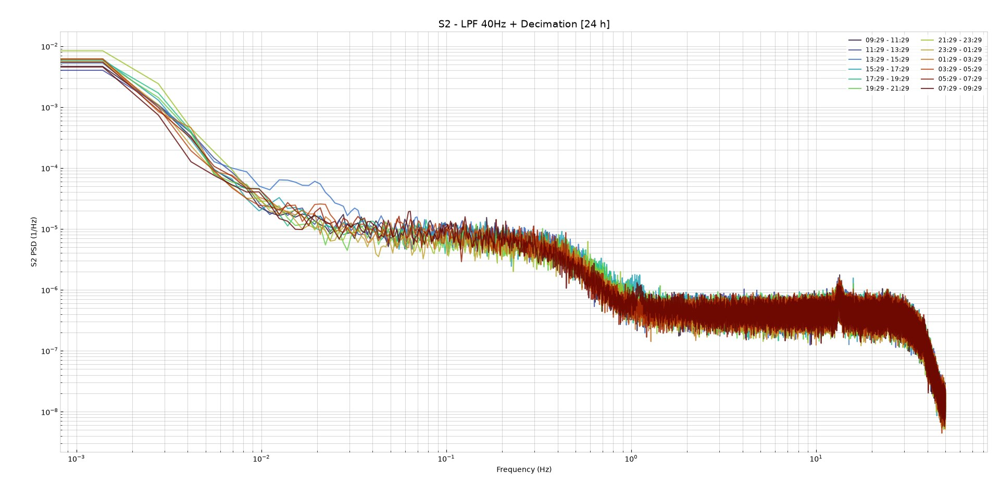 S2 - LPF 40Hz + Decimation [24 h]
09:29 - 11:29
11:29 - 13:29
13:29 - 15:29
15:29 - 17:29
17:29 - 19:29
19:29 - 21:29
21:29 - 23:29
23:29 - 01:29
01:29 - 03:29
03:29 - 05:29
05:29 - 07:29
07:29 - 09:29
S2 PSD (1/Hz)
10⁻²
10⁻³
10⁻⁴
10⁻⁵
10⁻⁶
10⁻⁷
10⁻⁸
10⁻³ 10⁻² 10⁻¹ 10⁰ 10¹
Frequency (Hz)